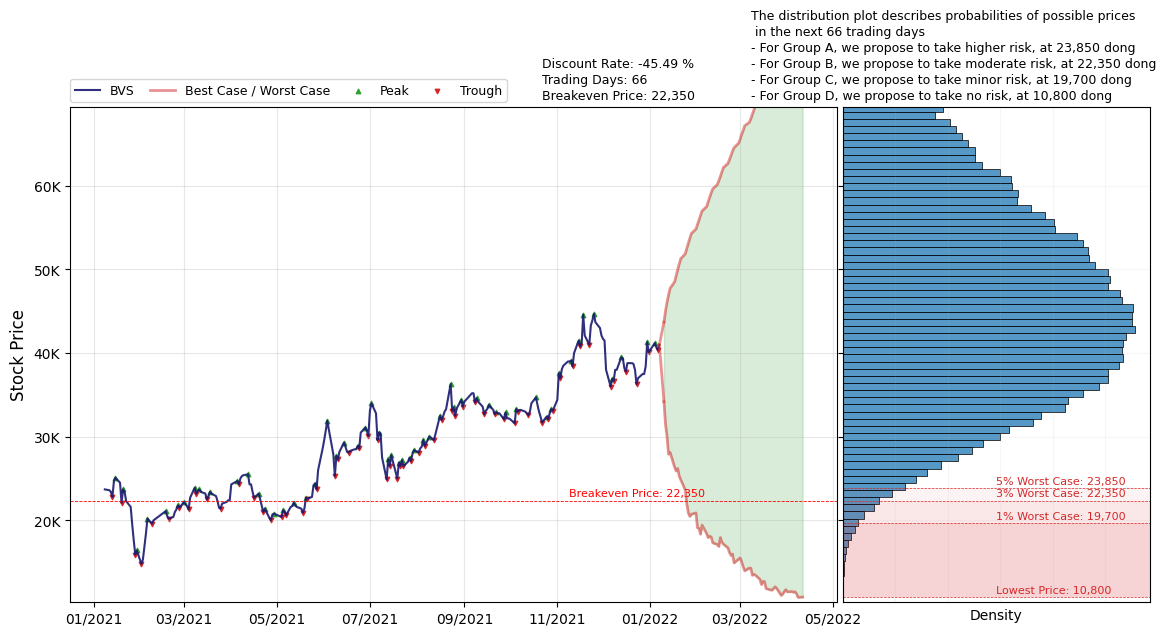 The distribution plot describes probabilities of possible prices
in the next 66 trading days
- For Group A, we propose to take higher risk, at 23,850 dong
- For Group B, we propose to take moderate risk, at 22,350 dong
- For Group C, we propose to take minor risk, at 19,700 dong
- For Group D, we propose to take no risk, at 10,800 dong
Discount Rate: -45.49 %
Trading Days: 66
Breakeven Price: 22,350
BVS
Best Case / Worst Case
Peak
Trough
Stock Price
60K
50K
40K
30K
20K
Breakeven Price: 22,350
5% Worst Case: 23,850
3% Worst Case: 22,350
1% Worst Case: 19,700
Lowest Price: 10,800
01/2021
03/2021
05/2021
07/2021
09/2021
11/2021
01/2022
03/2022
05/2022
Density